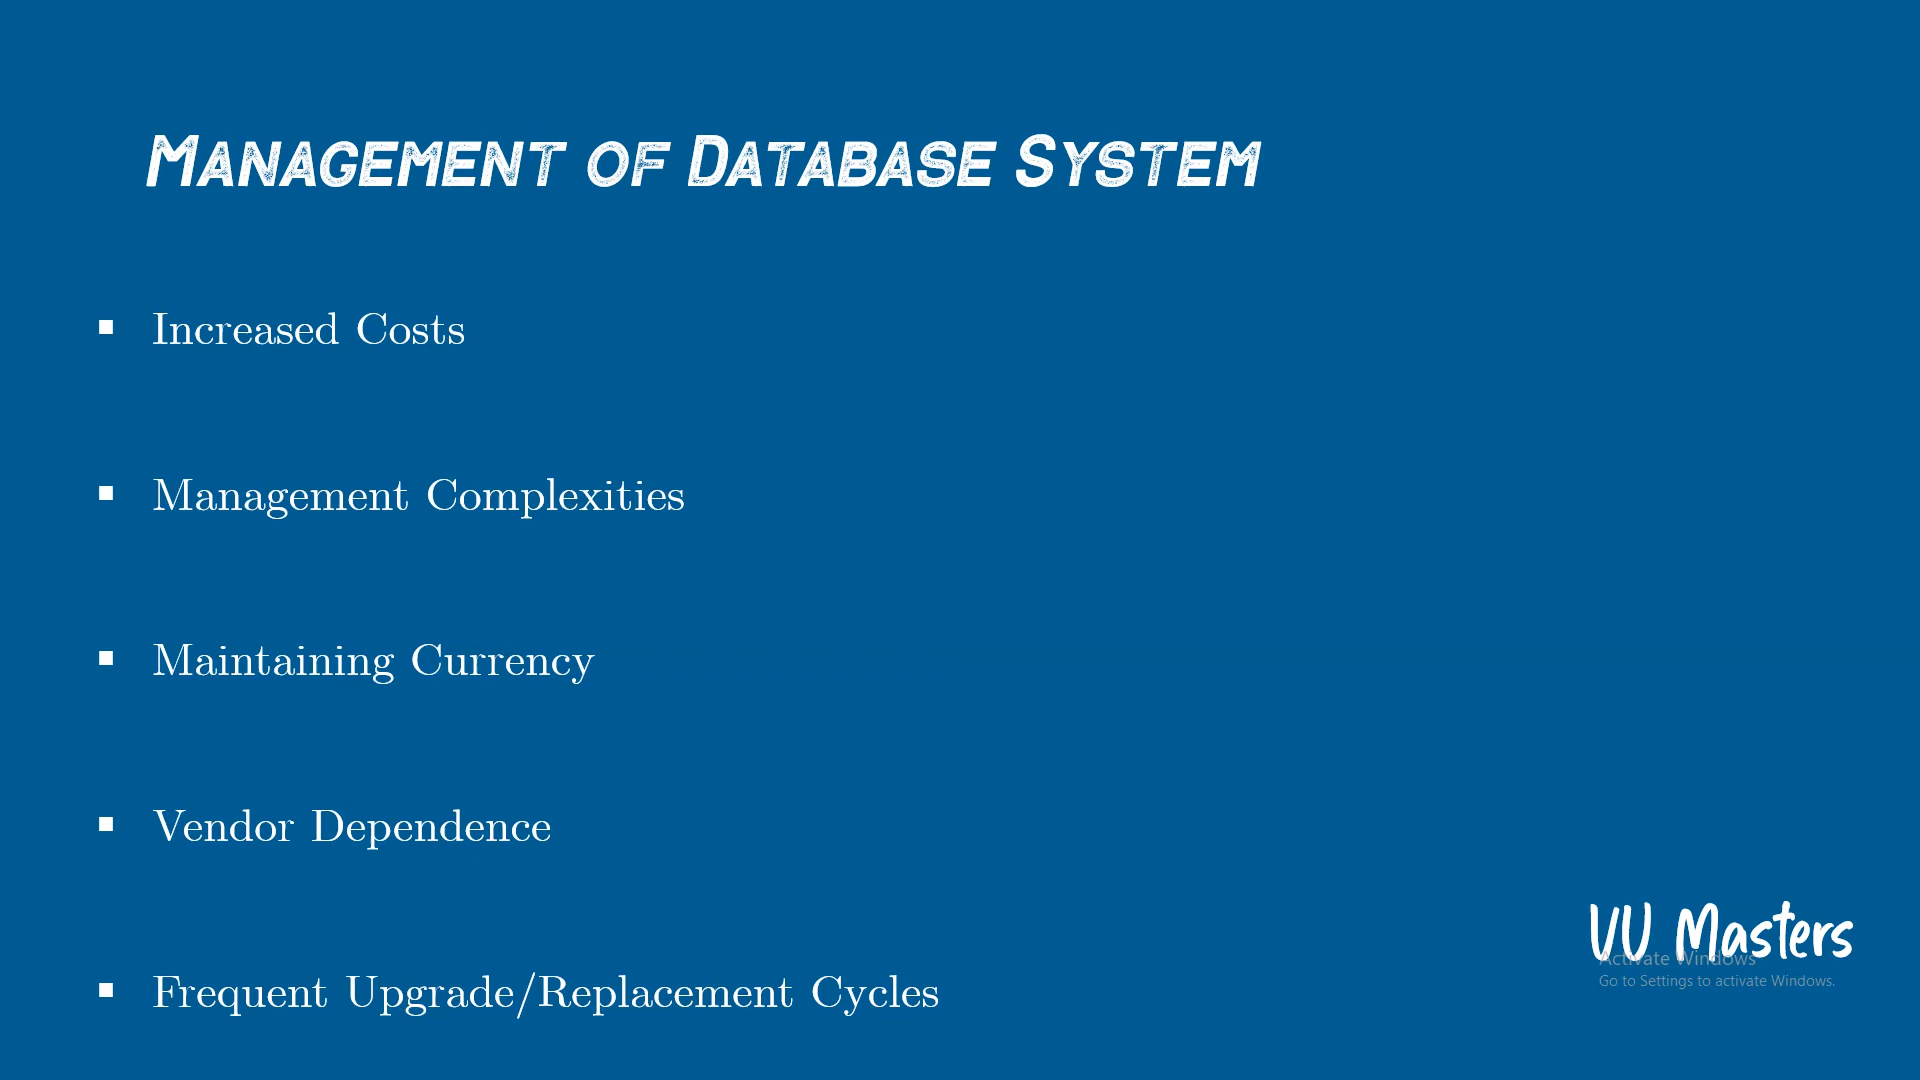 Management of Database System
▪ Increased Costs
▪ Management Complexities
▪ Maintaining Currency
▪ Vendor Dependence
▪ Frequent Upgrade/Replacement Cycles
VU Masters
Activate Windows
Go to Settings to activate Windows.